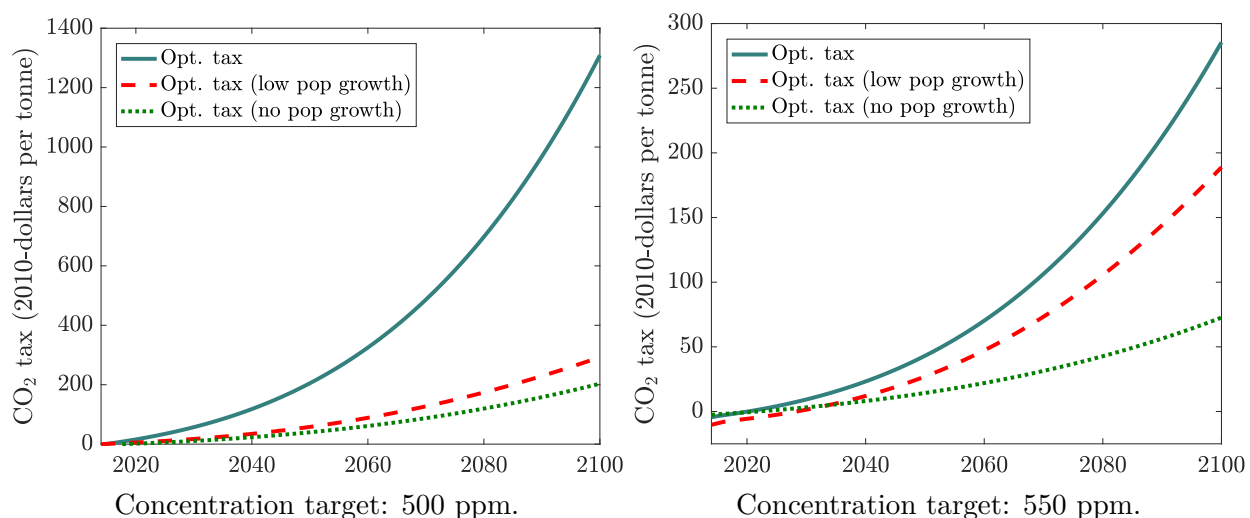 1400
1200
1000
800
600
400
200
0
CO₂ tax (2010-dollars per tonne)
Opt. tax
Opt. tax (low pop growth)
Opt. tax (no pop growth)
2020 2040 2060 2080 2100
Concentration target: 500 ppm.
300
250
200
150
100
50
0
CO₂ tax (2010-dollars per tonne)
Opt. tax
Opt. tax (low pop growth)
Opt. tax (no pop growth)
2020 2040 2060 2080 2100
Concentration target: 550 ppm.